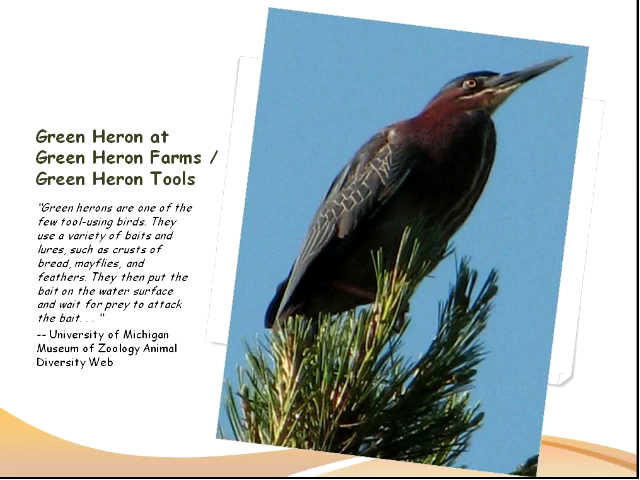 Green Heron at
Green Heron Farms /
Green Heron Tools
"Green herons are one of the
few tool-using birds. They
use a variety of baits and
lures, such as crusts of
bread, mayflies, and
feathers. They then put the
bait on the water surface
and wait for prey to attack
the bait. . . "
-- University of Michigan
Museum of Zoology Animal
Diversity Web